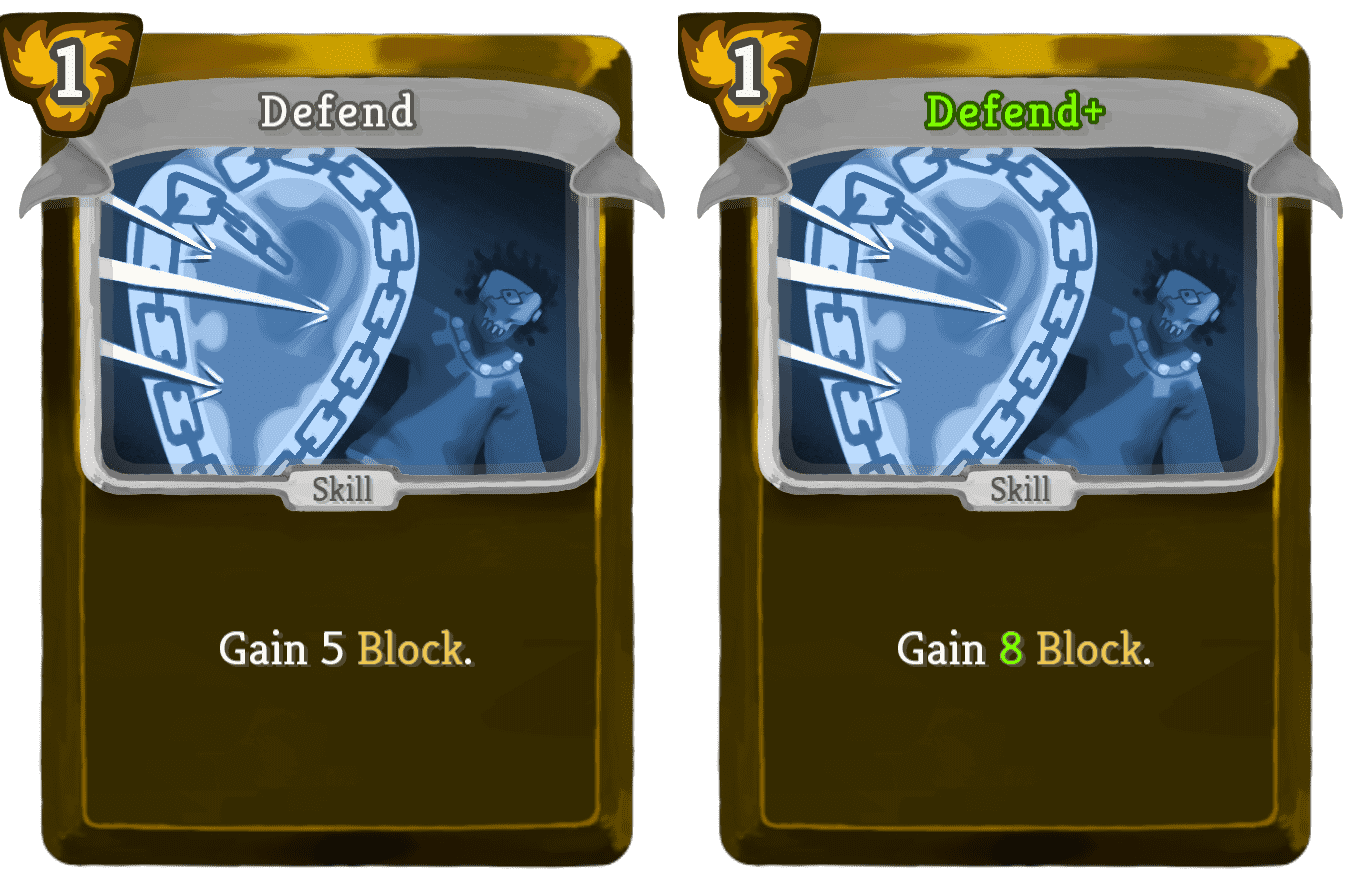 1
Defend
Skill
Gain 5 Block.
1
Defend+
Skill
Gain 8 Block.